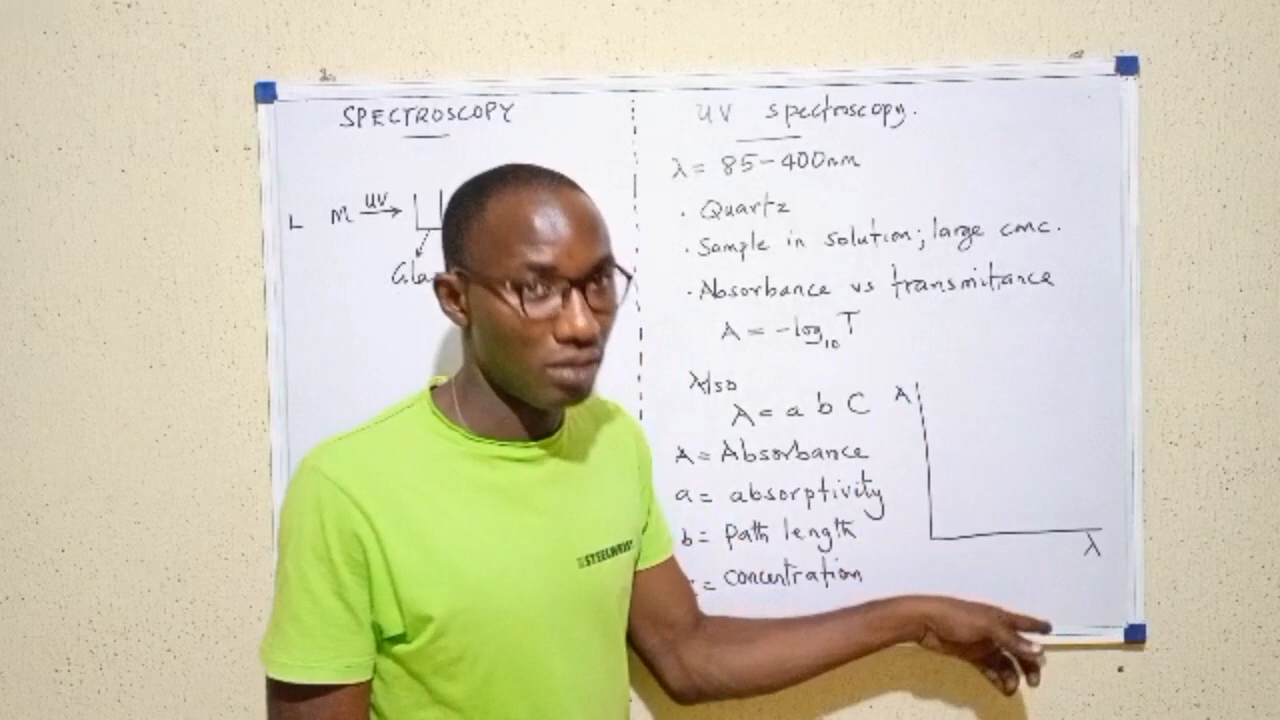 SPECTROSCOPY
L M UV
UV spectroscopy.
λ = 85-400nm
· Quartz
· Sample in solution; large conc.
· Absorbance vs transmittance
A = -log10 T
Also
A = a b C
A
A = Absorbance
a = absorptivity
b = Path length
λ
= concentration
STEELWRIST